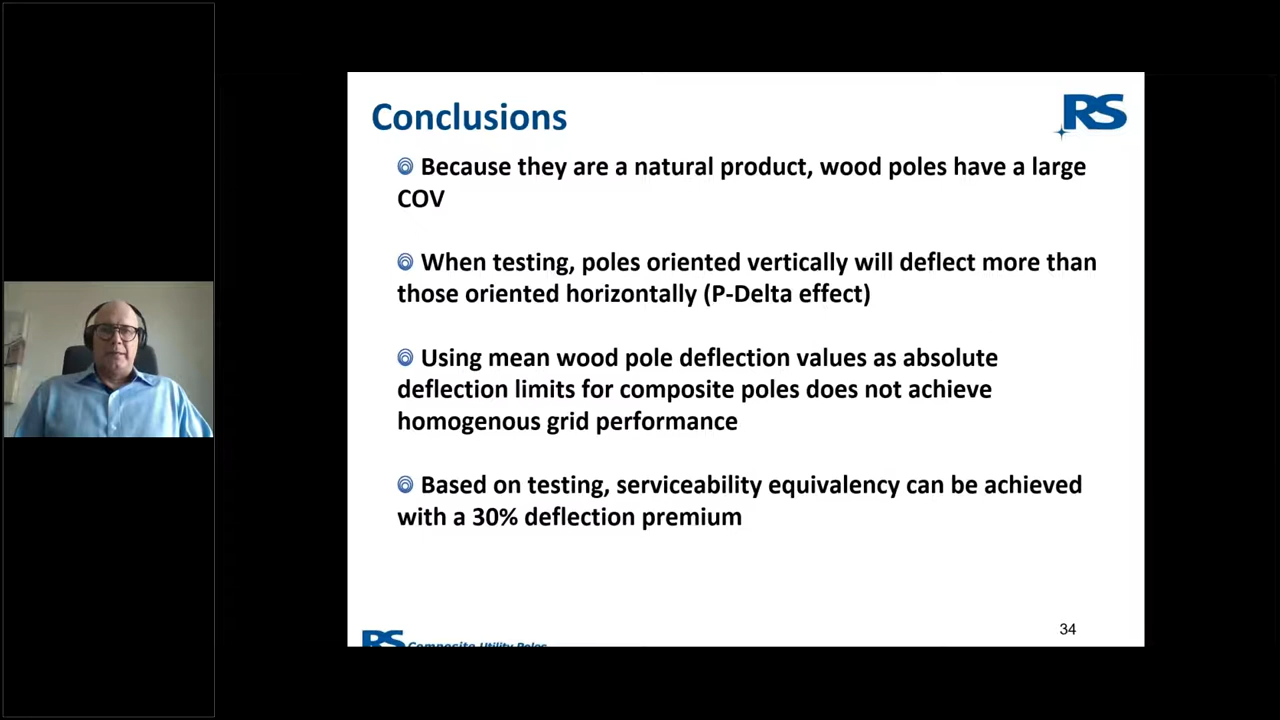 Conclusions
RS
Because they are a natural product, wood poles have a large
COV
When testing, poles oriented vertically will deflect more than
those oriented horizontally (P-Delta effect)
Using mean wood pole deflection values as absolute
deflection limits for composite poles does not achieve
homogenous grid performance
Based on testing, serviceability equivalency can be achieved
with a 30% deflection premium
34
RS Composite Utility Poles